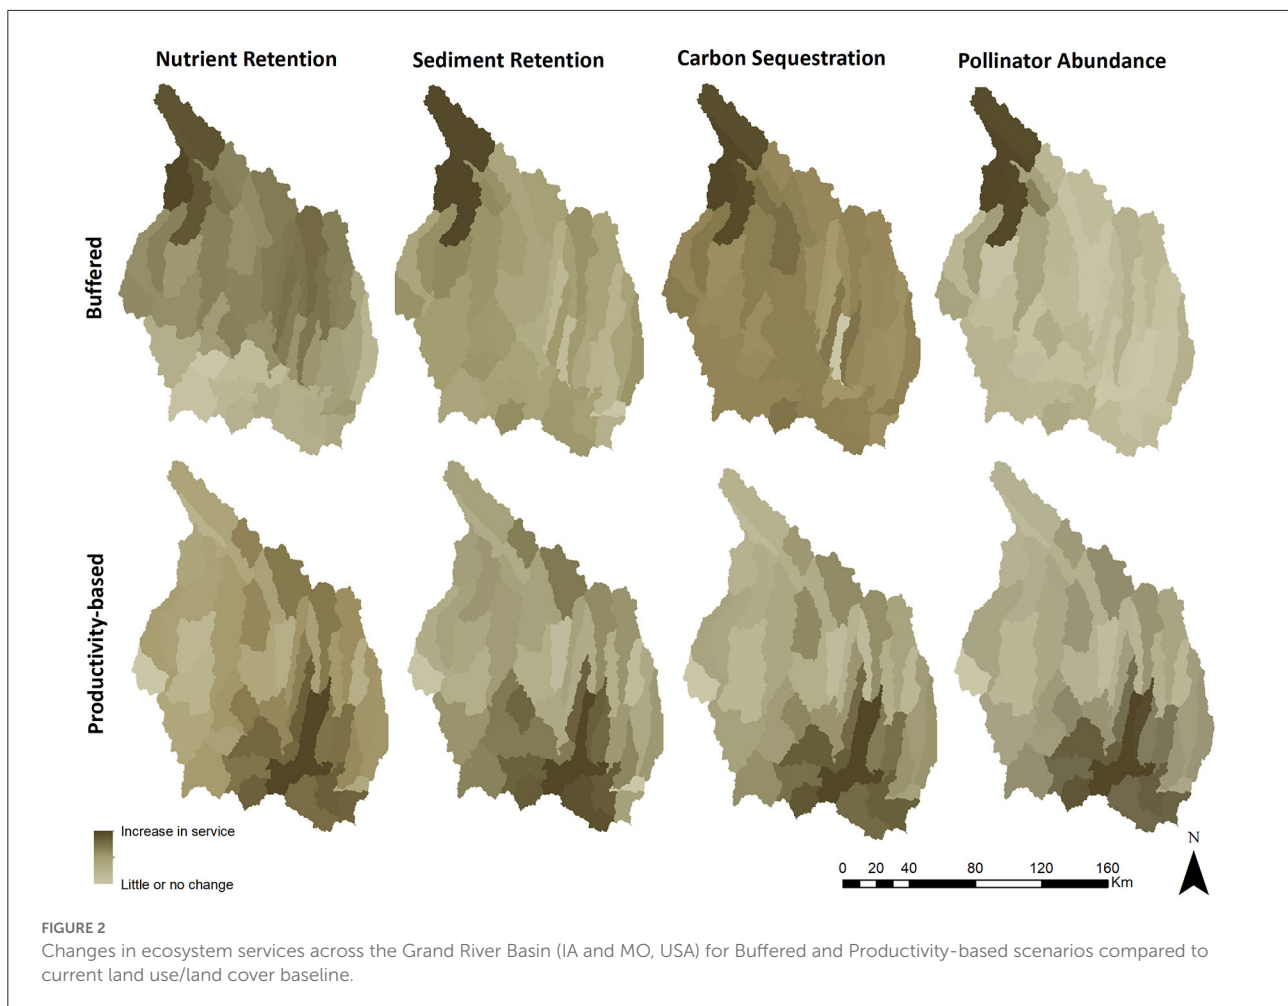 Nutrient Retention
Sediment Retention
Carbon Sequestration
Pollinator Abundance
Buffered
Productivity-based
Increase in service
Little or no change
N
0 20 40 80 120 160
Km
FIGURE 2
Changes in ecosystem services across the Grand River Basin (IA and MO, USA) for Buffered and Productivity-based scenarios compared to
current land use/land cover baseline.